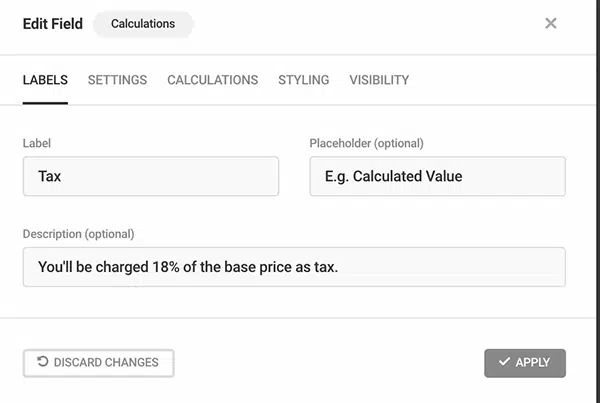 Edit Field Calculations
LABELS SETTINGS CALCULATIONS STYLING VISIBILITY
Label Placeholder (optional)
Tax E.g. Calculated Value
Description (optional)
You'll be charged 18% of the base price as tax.
DISCARD CHANGES APPLY